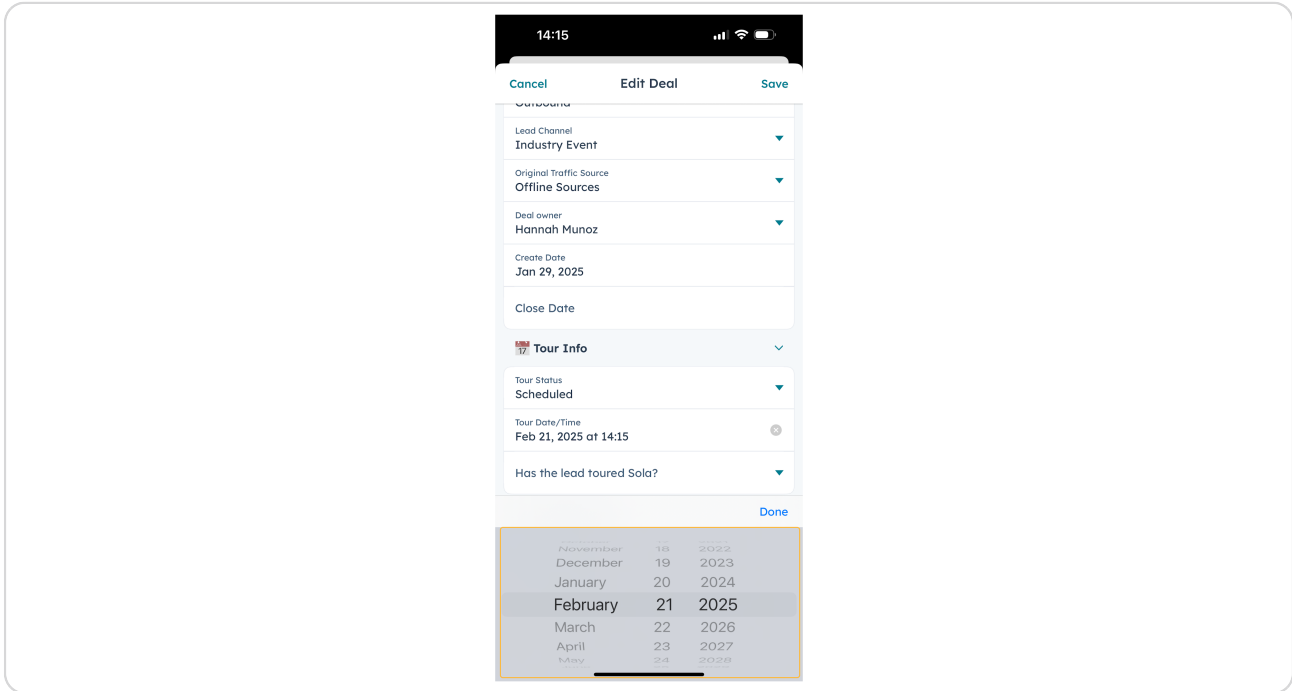 14:15
Cancel Edit Deal Save
Outbound
Lead Channel
Industry Event
Original Traffic Source
Offline Sources
Deal owner
Hannah Munoz
Create Date
Jan 29, 2025
Close Date
17 Tour Info
Tour Status
Scheduled
Tour Date/Time
Feb 21, 2025 at 14:15
Has the lead toured Sola?
Done
November 18 2022
December 19 2023
January 20 2024
February 21 2025
March 22 2026
April 23 2027
May 24 2028